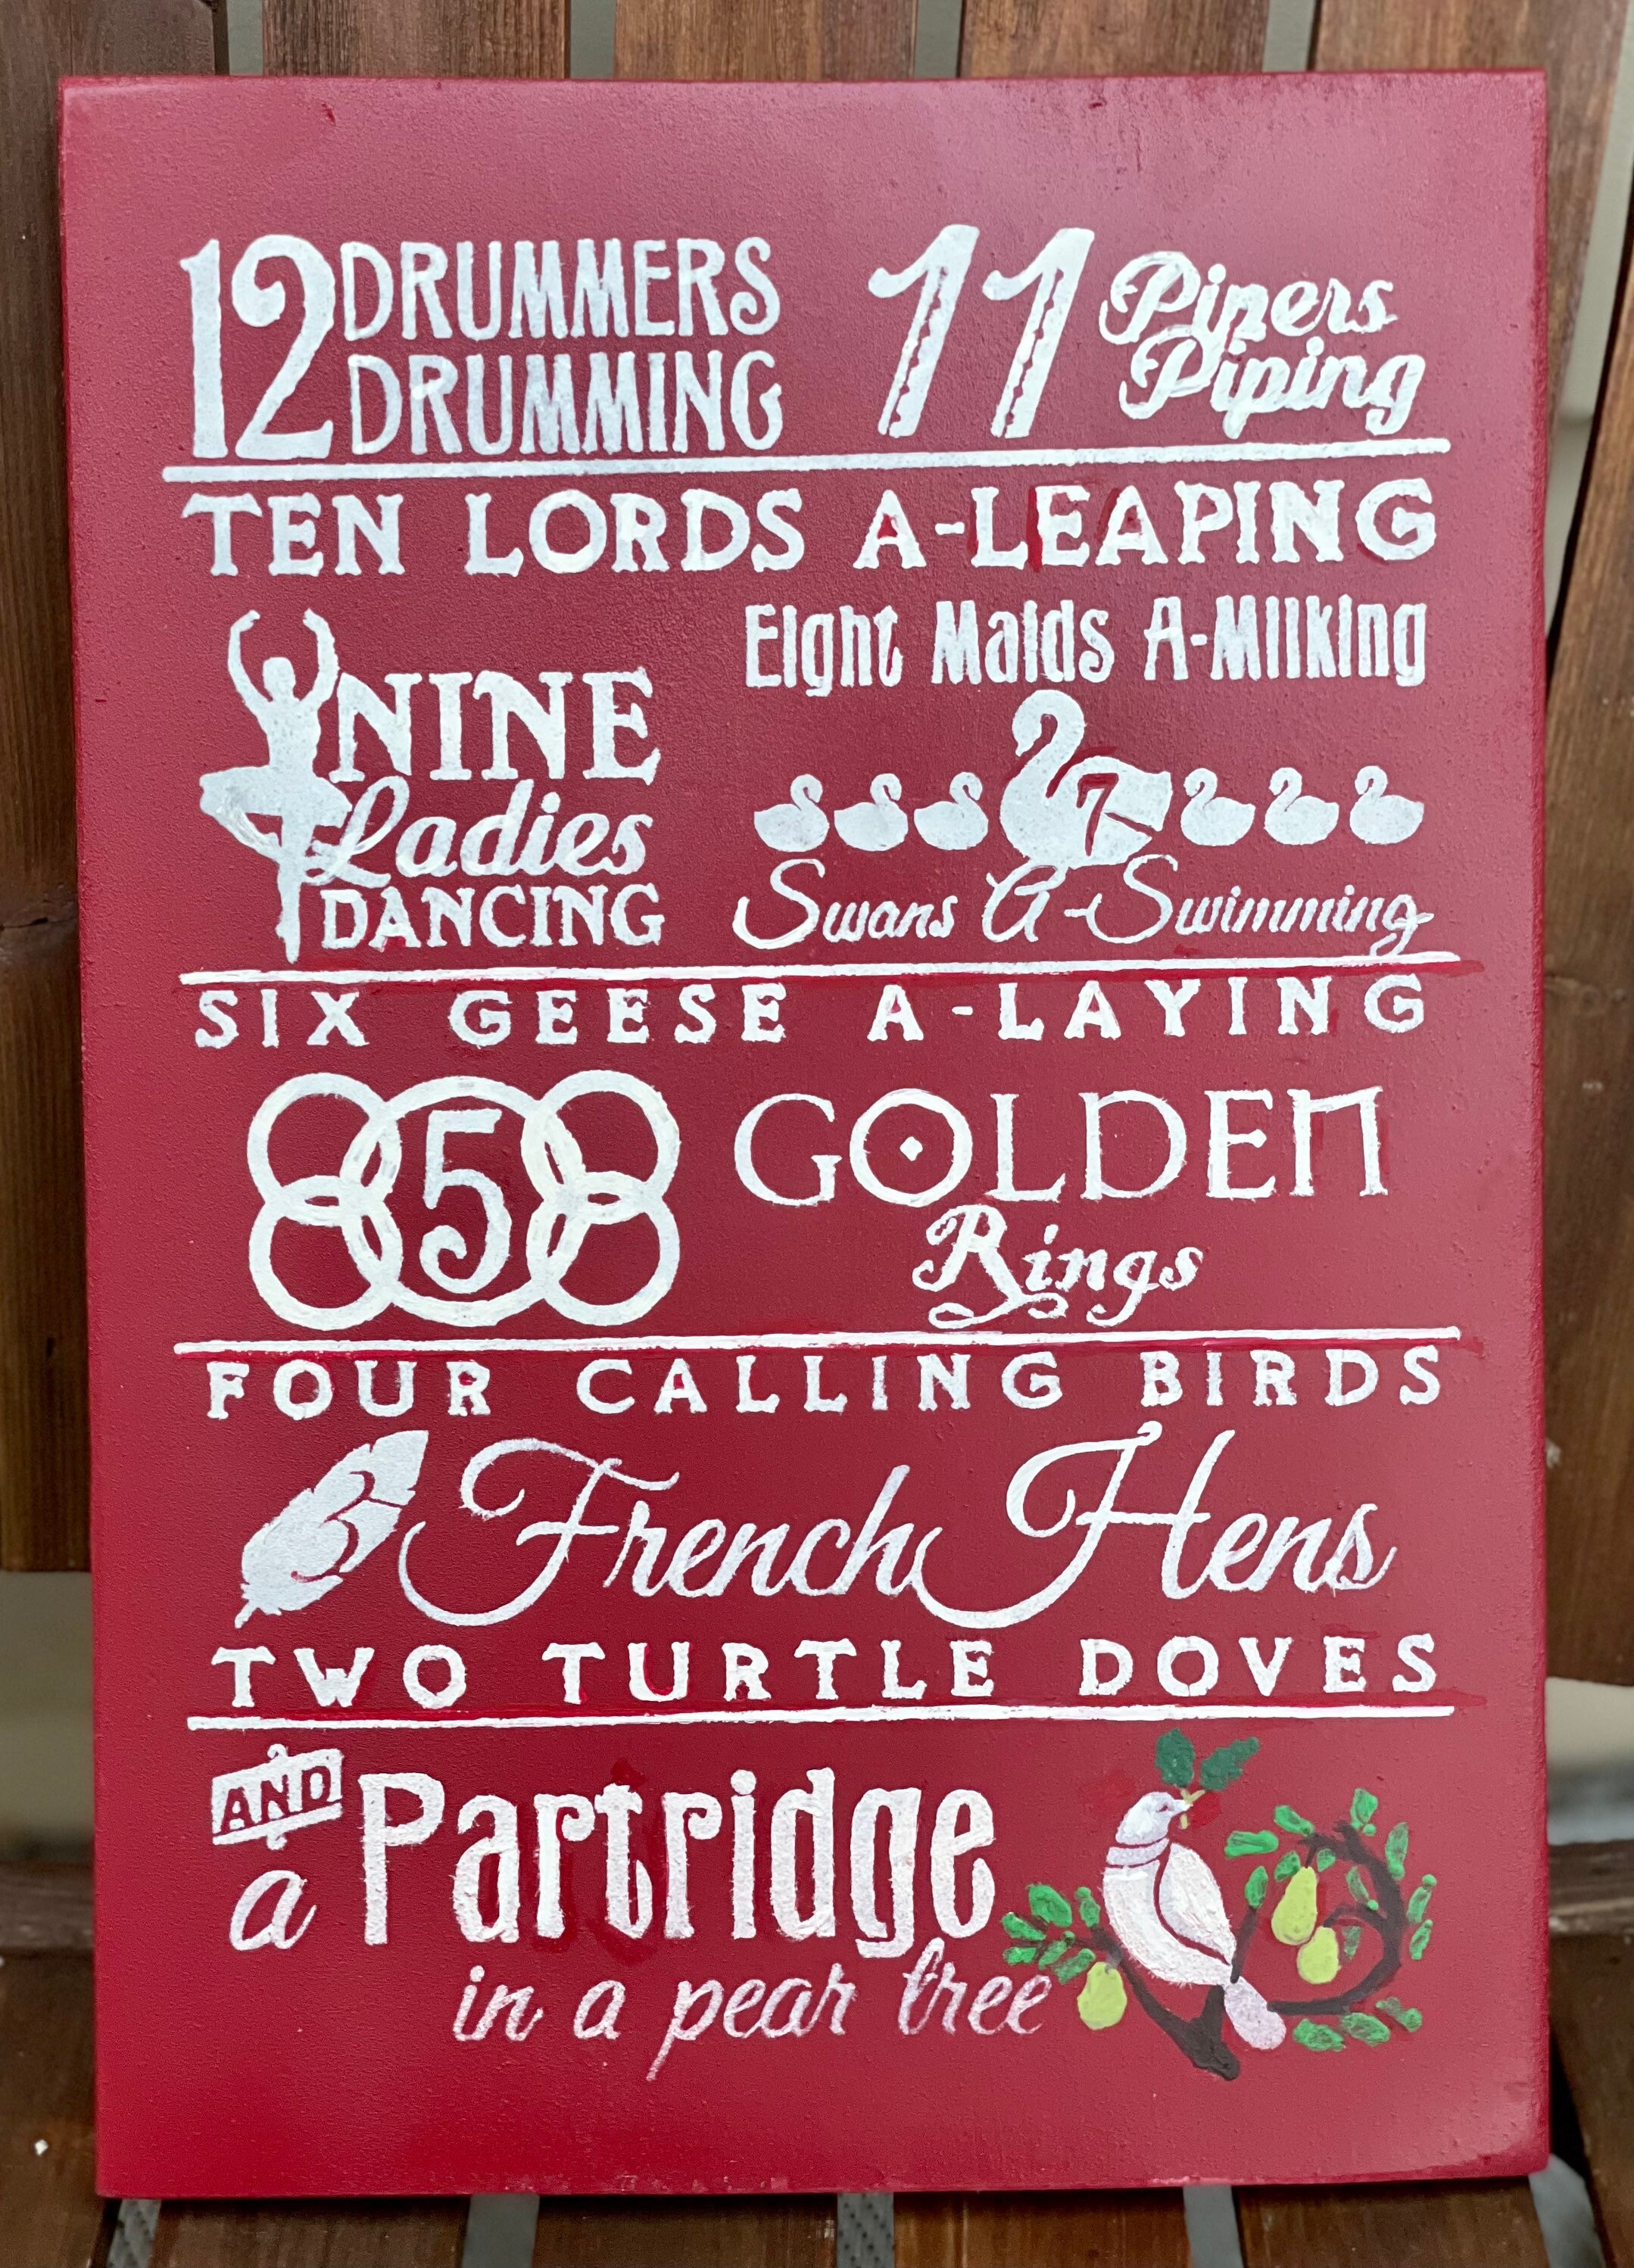 12 DRUMMERS
DRUMMING
11 Pipers
Piping
TEN LORDS A-LEAPING
NINE
Ladies
DANCING
Eight Maids A-Milking
7
Swans A-Swimming
SIX GEESE A-LAYING
5 GOLDEN
Rings
FOUR CALLING BIRDS
3 French Hens
TWO TURTLE DOVES
AND
a Partridge
in a pear tree